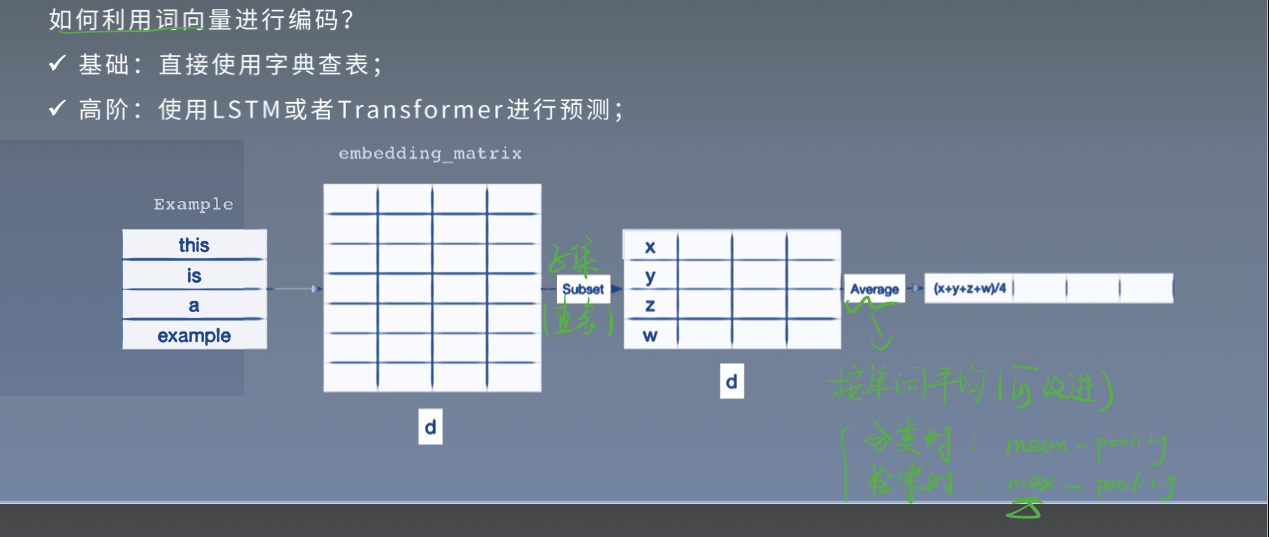 如何利用词向量进行编码？
✓ 基础：直接使用字典查表；
✓ 高阶：使用LSTM或者Transformer进行预测；
embedding_matrix
Example
this
is
a
example
子集
Subset
(查表)
x
y
z
w
Average
(x+y+z+w)/4
d
d
按单词平均(可改进)
分类时：mean-pooling
检索时：max-pooling